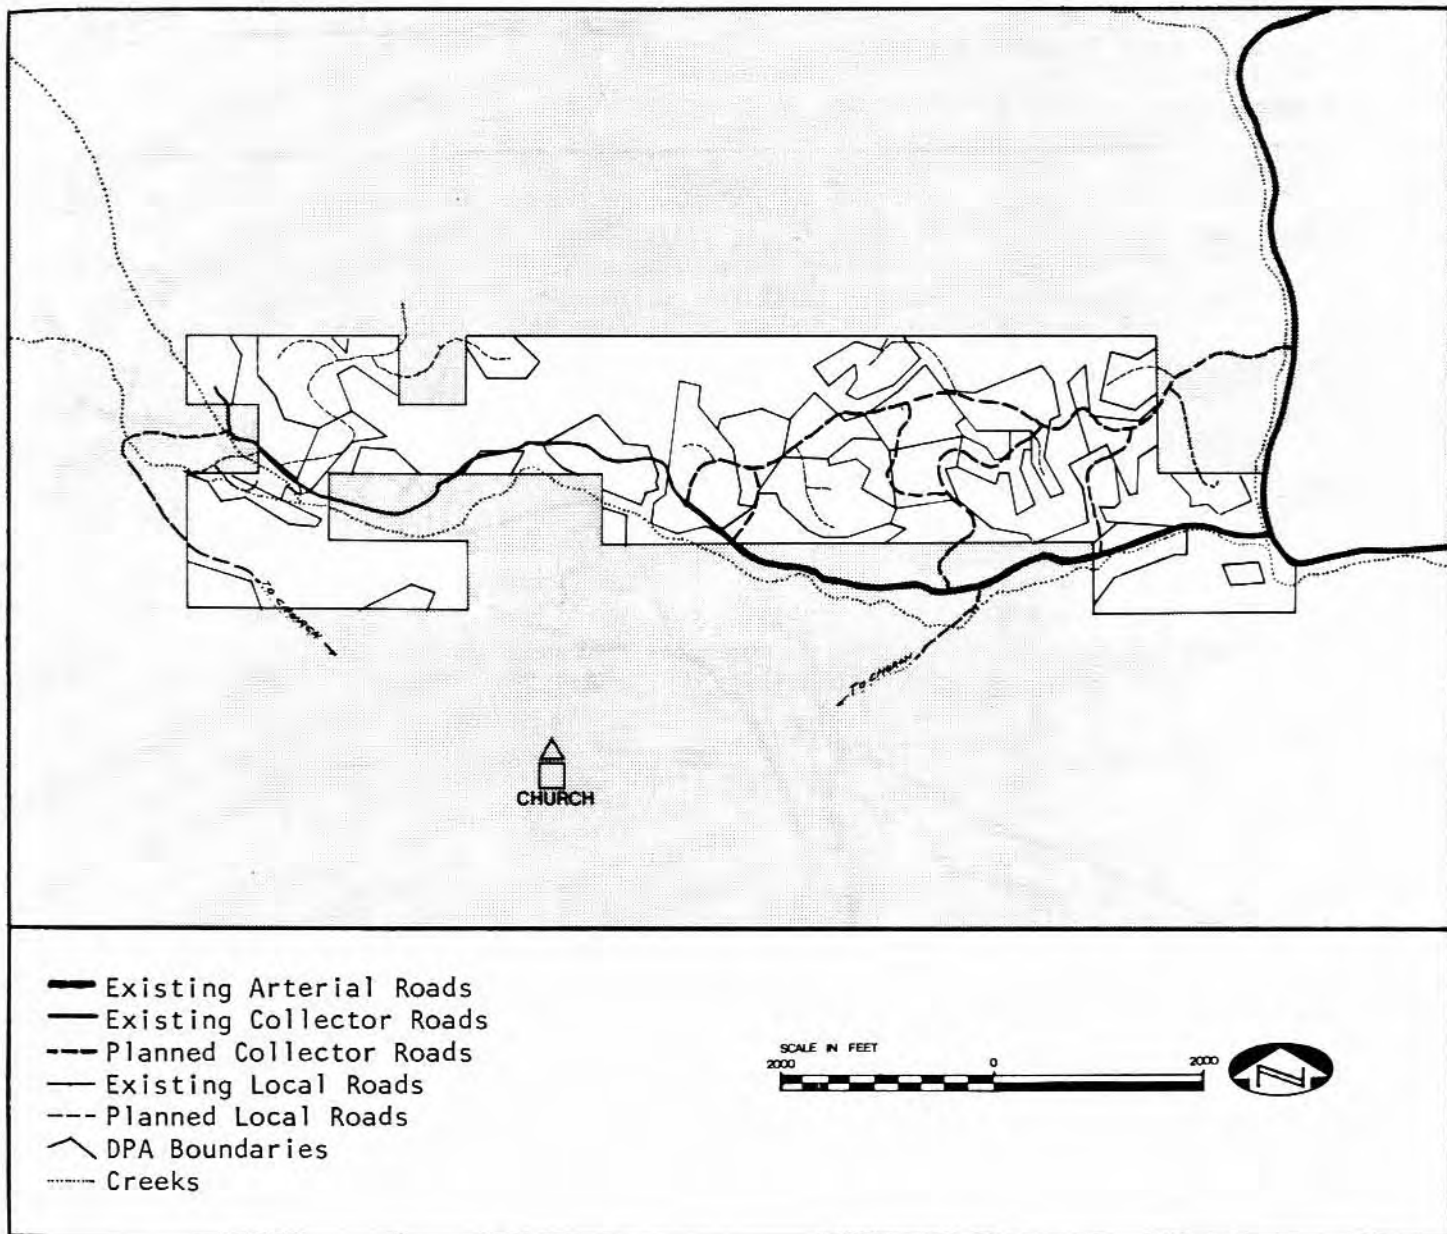 TO CHURCH
TO CHURCH
CHURCH
Existing Arterial Roads
Existing Collector Roads
Planned Collector Roads
Existing Local Roads
Planned Local Roads
DPA Boundaries
Creeks
SCALE IN FEET
2000 0 2000
N